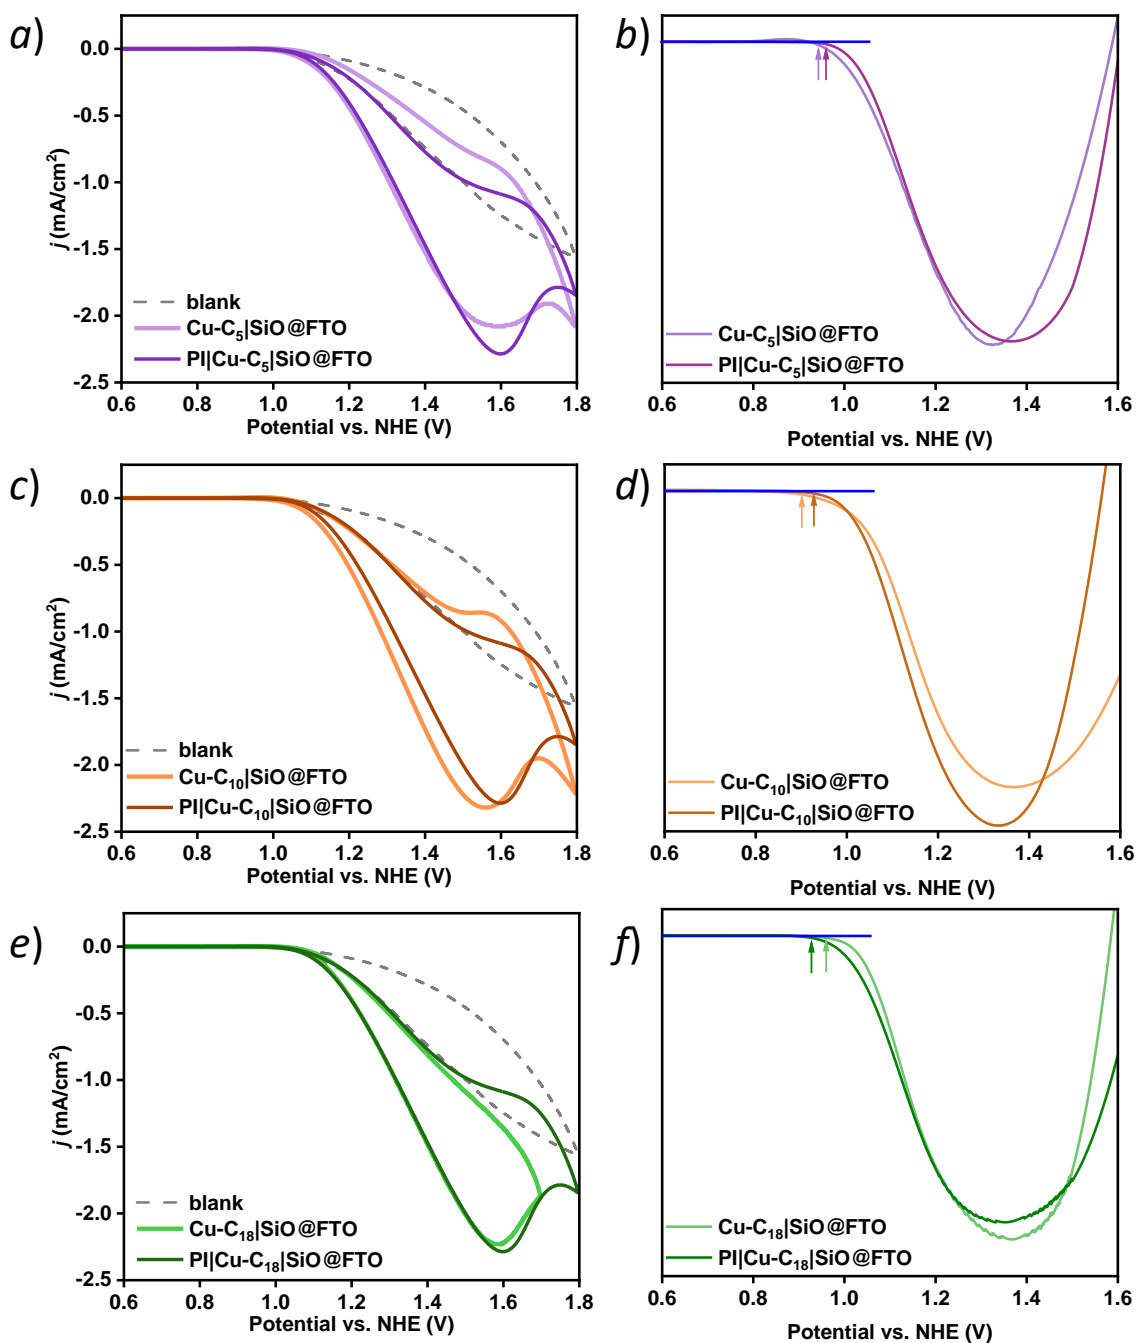 a)
0.0
-0.5
-1.0
-1.5
-2.0
-2.5
j (mA/cm²)
blank
Cu-C₅|SiO@FTO
PI|Cu-C₅|SiO@FTO
0.6 0.8 1.0 1.2 1.4 1.6 1.8
Potential vs. NHE (V)
b)
Cu-C₅|SiO@FTO
PI|Cu-C₅|SiO@FTO
0.6 0.8 1.0 1.2 1.4 1.6
Potential vs. NHE (V)
c)
0.0
-0.5
-1.0
-1.5
-2.0
-2.5
j (mA/cm²)
blank
Cu-C₁₀|SiO@FTO
PI|Cu-C₁₀|SiO@FTO
0.6 0.8 1.0 1.2 1.4 1.6 1.8
Potential vs. NHE (V)
d)
Cu-C₁₀|SiO@FTO
PI|Cu-C₁₀|SiO@FTO
0.6 0.8 1.0 1.2 1.4 1.6
Potential vs. NHE (V)
e)
0.0
-0.5
-1.0
-1.5
-2.0
-2.5
j (mA/cm²)
blank
Cu-C₁₈|SiO@FTO
PI|Cu-C₁₈|SiO@FTO
0.6 0.8 1.0 1.2 1.4 1.6 1.8
Potential vs. NHE (V)
f)
Cu-C₁₈|SiO@FTO
PI|Cu-C₁₈|SiO@FTO
0.6 0.8 1.0 1.2 1.4 1.6
Potential vs. NHE (V)